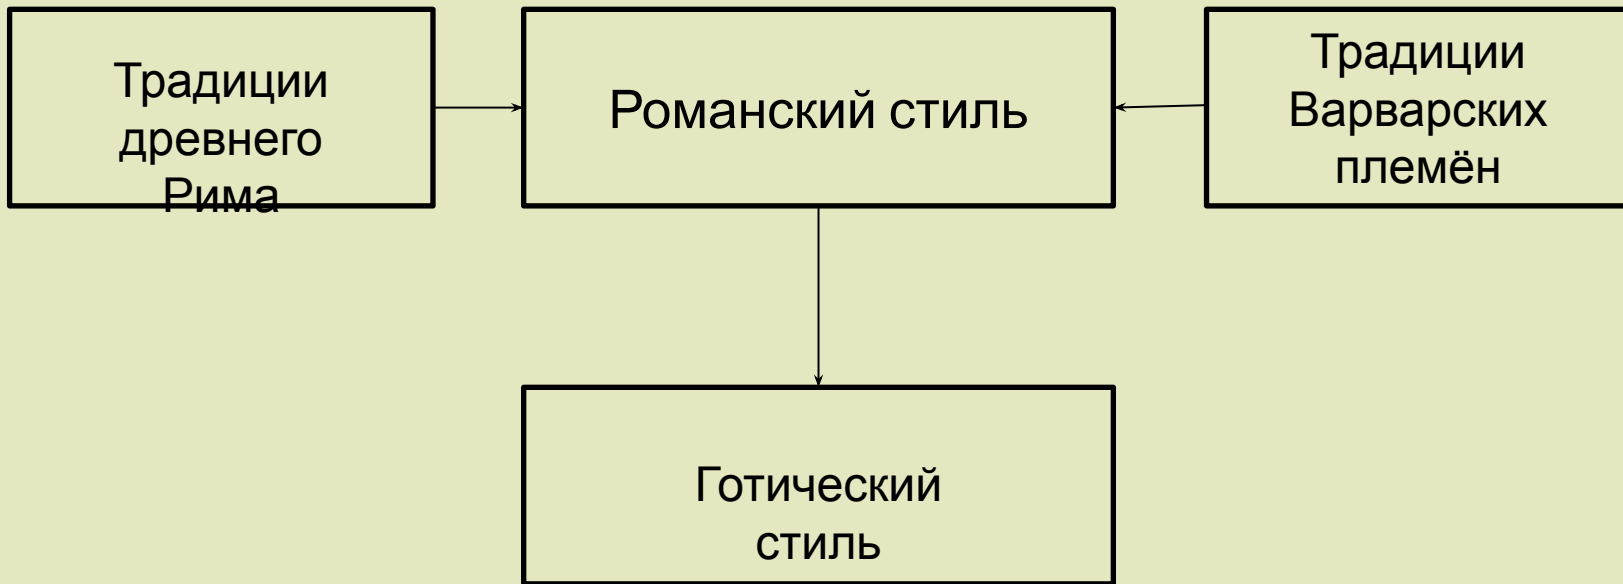 Традиции
древнего
Рима
Романский стиль
Традиции
Варварских
племён
Готический
стиль